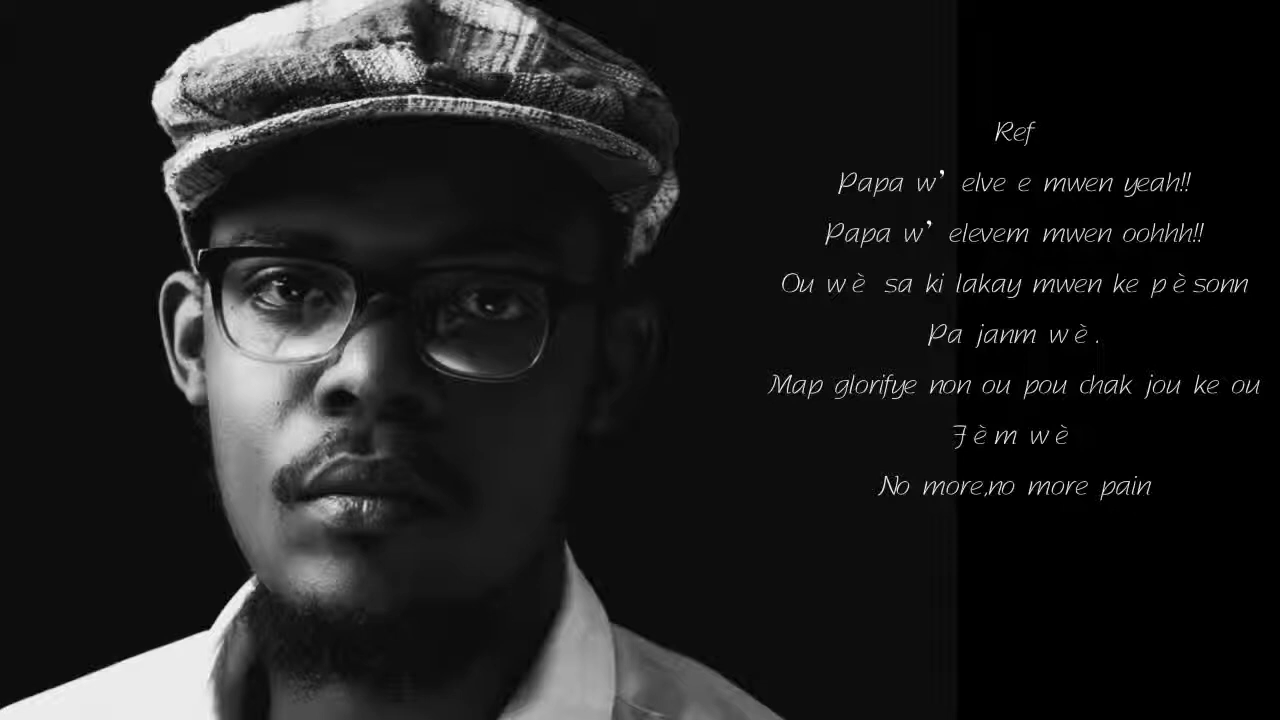 Ref
Papa w’ elve e mwen yeah!!
Papa w’ elevem mwen oohhh!!
Ou wè sa ki lakay mwen ke pèsonn
Pa janm wè.
Map glorifye non ou pou chak jou ke ou
Fèm wè
No more,no more pain